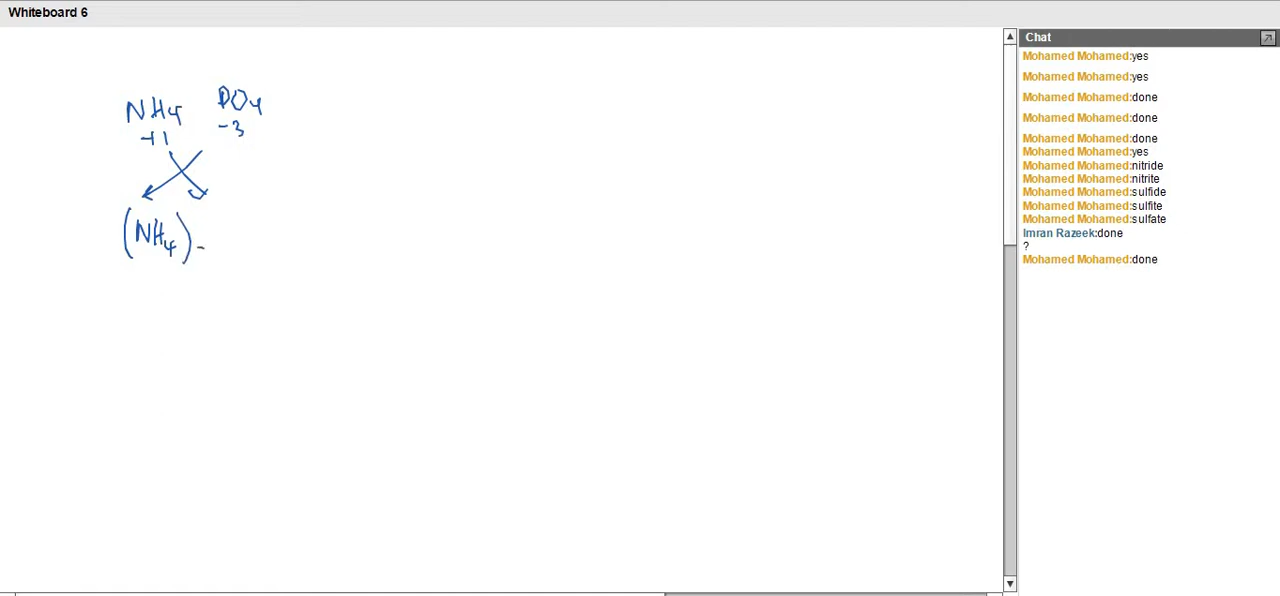 Whiteboard 6
NH4 PO4
+1 -3
(NH4)-
Chat
Mohamed Mohamed:yes
Mohamed Mohamed:yes
Mohamed Mohamed:done
Mohamed Mohamed:done
Mohamed Mohamed:done
Mohamed Mohamed:yes
Mohamed Mohamed:nitride
Mohamed Mohamed:nitrite
Mohamed Mohamed:sulfide
Mohamed Mohamed:sulfite
Mohamed Mohamed:sulfate
Imran Razeek:done
?
Mohamed Mohamed:done